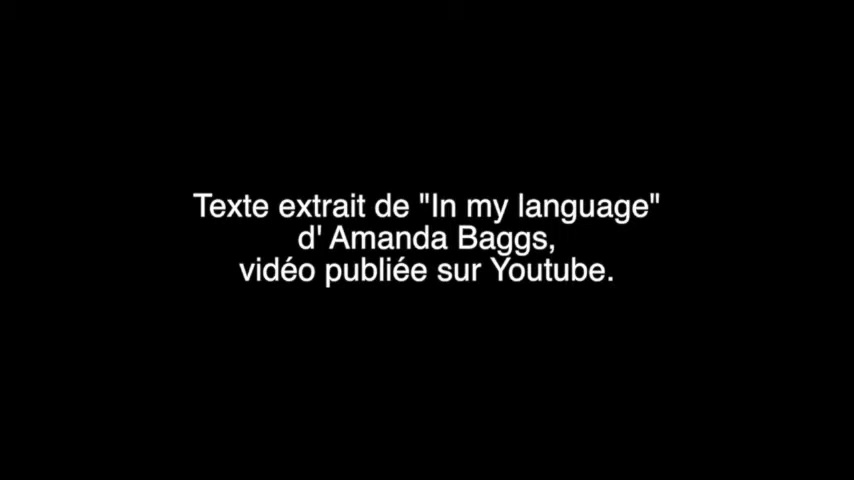 Texte extrait de "In my language"
d' Amanda Baggs,
vidéo publiée sur Youtube.